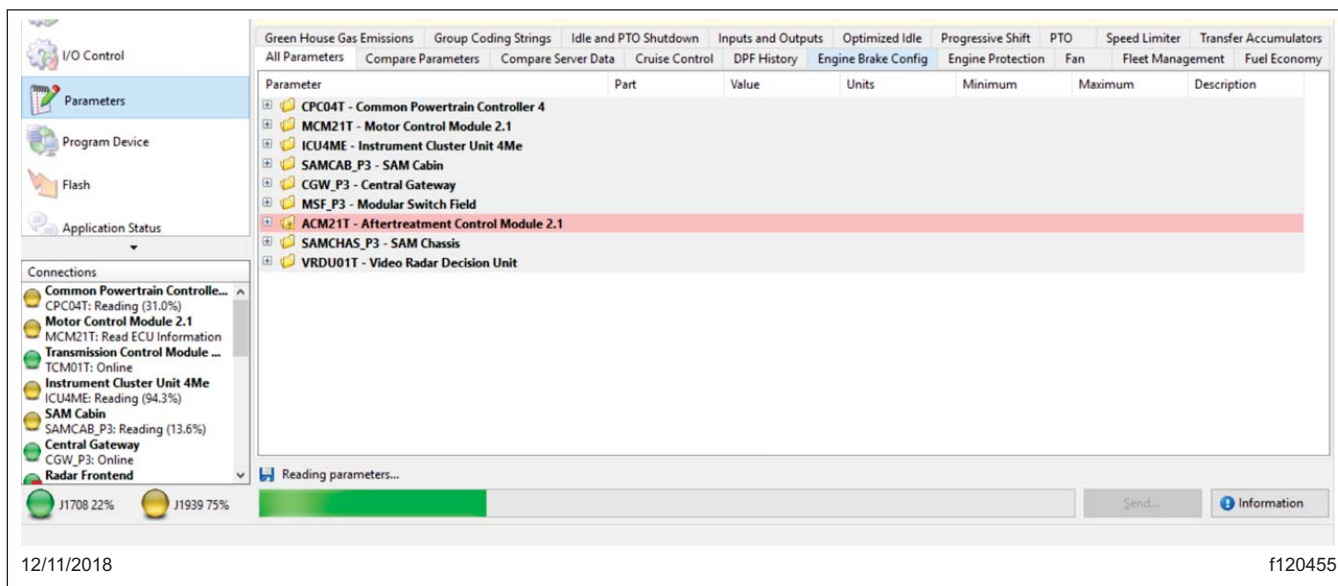 Green House Gas Emissions Group Coding Strings Idle and PTO Shutdown Inputs and Outputs Optimized Idle Progressive Shift PTO Speed Limiter Transfer Accumulators
All Parameters Compare Parameters Compare Server Data Cruise Control DPF History Engine Brake Config Engine Protection Fan Fleet Management Fuel Economy
I/O Control
Parameters
Program Device
Flash
Application Status
Parameter Part Value Units Minimum Maximum Description
CPC04T - Common Powertrain Controller 4
MCM21T - Motor Control Module 2.1
ICU4ME - Instrument Cluster Unit 4Me
SAMCAB_P3 - SAM Cabin
CGW_P3 - Central Gateway
MSF_P3 - Modular Switch Field
ACM21T - Aftertreatment Control Module 2.1
SAMCHAS_P3 - SAM Chassis
VRDU01T - Video Radar Decision Unit
Connections
Common Powertrain Controlle...
CPC04T: Reading (31.0%)
Motor Control Module 2.1
MCM21T: Read ECU Information
Transmission Control Module ...
TCM01T: Online
Instrument Cluster Unit 4Me
ICU4ME: Reading (94.3%)
SAM Cabin
SAMCAB_P3: Reading (13.6%)
Central Gateway
CGW_P3: Online
Radar Frontend
J1708 22% J1939 75%
Reading parameters...
Send... Information
12/11/2018 f120455